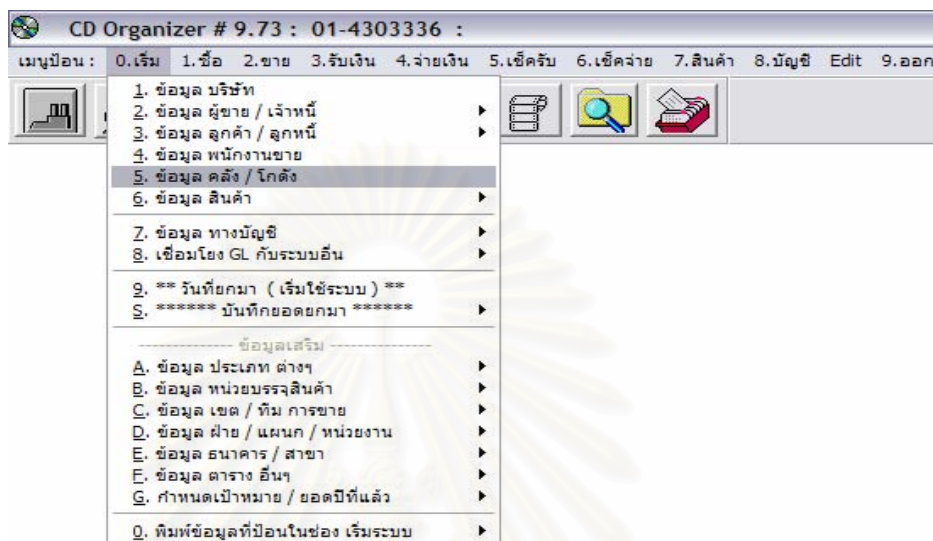 CD Organizer # 9.73 : 01-4303336 :
เมนูป้อน : 0.เริ่ม 1.ซื้อ 2.ขาย 3.รับเงิน 4.จ่ายเงิน 5.เช็ครับ 6.เช็คจ่าย 7.สินค้า 8.บัญชี Edit 9.ออก
1. ข้อมูล บริษัท
2. ข้อมูล ผู้ขาย / เจ้าหนี้
3. ข้อมูล ลูกค้า / ลูกหนี้
4. ข้อมูล พนักงานขาย
5. ข้อมูล คลัง / โกดัง
6. ข้อมูล สินค้า
7. ข้อมูล ทางบัญชี
8. เชื่อมโยง GL กับระบบอื่น
9. ** วันที่ยกมา ( เริ่มใช้ระบบ ) **
S. ****** บันทึกยอดยกมา ******
-------------- ข้อมูลเสริม ---------------
A. ข้อมูล ประเภท ต่างๆ
B. ข้อมูล หน่วยบรรจุสินค้า
C. ข้อมูล เขต / ทีม การขาย
D. ข้อมูล ฝ่าย / แผนก / หน่วยงาน
E. ข้อมูล ธนาคาร / สาขา
F. ข้อมูล ตาราง อื่นๆ
G. กำหนดเป้าหมาย / ยอดปีที่แล้ว
0. พิมพ์ข้อมูลที่ป้อนในช่อง เริ่มระบบ